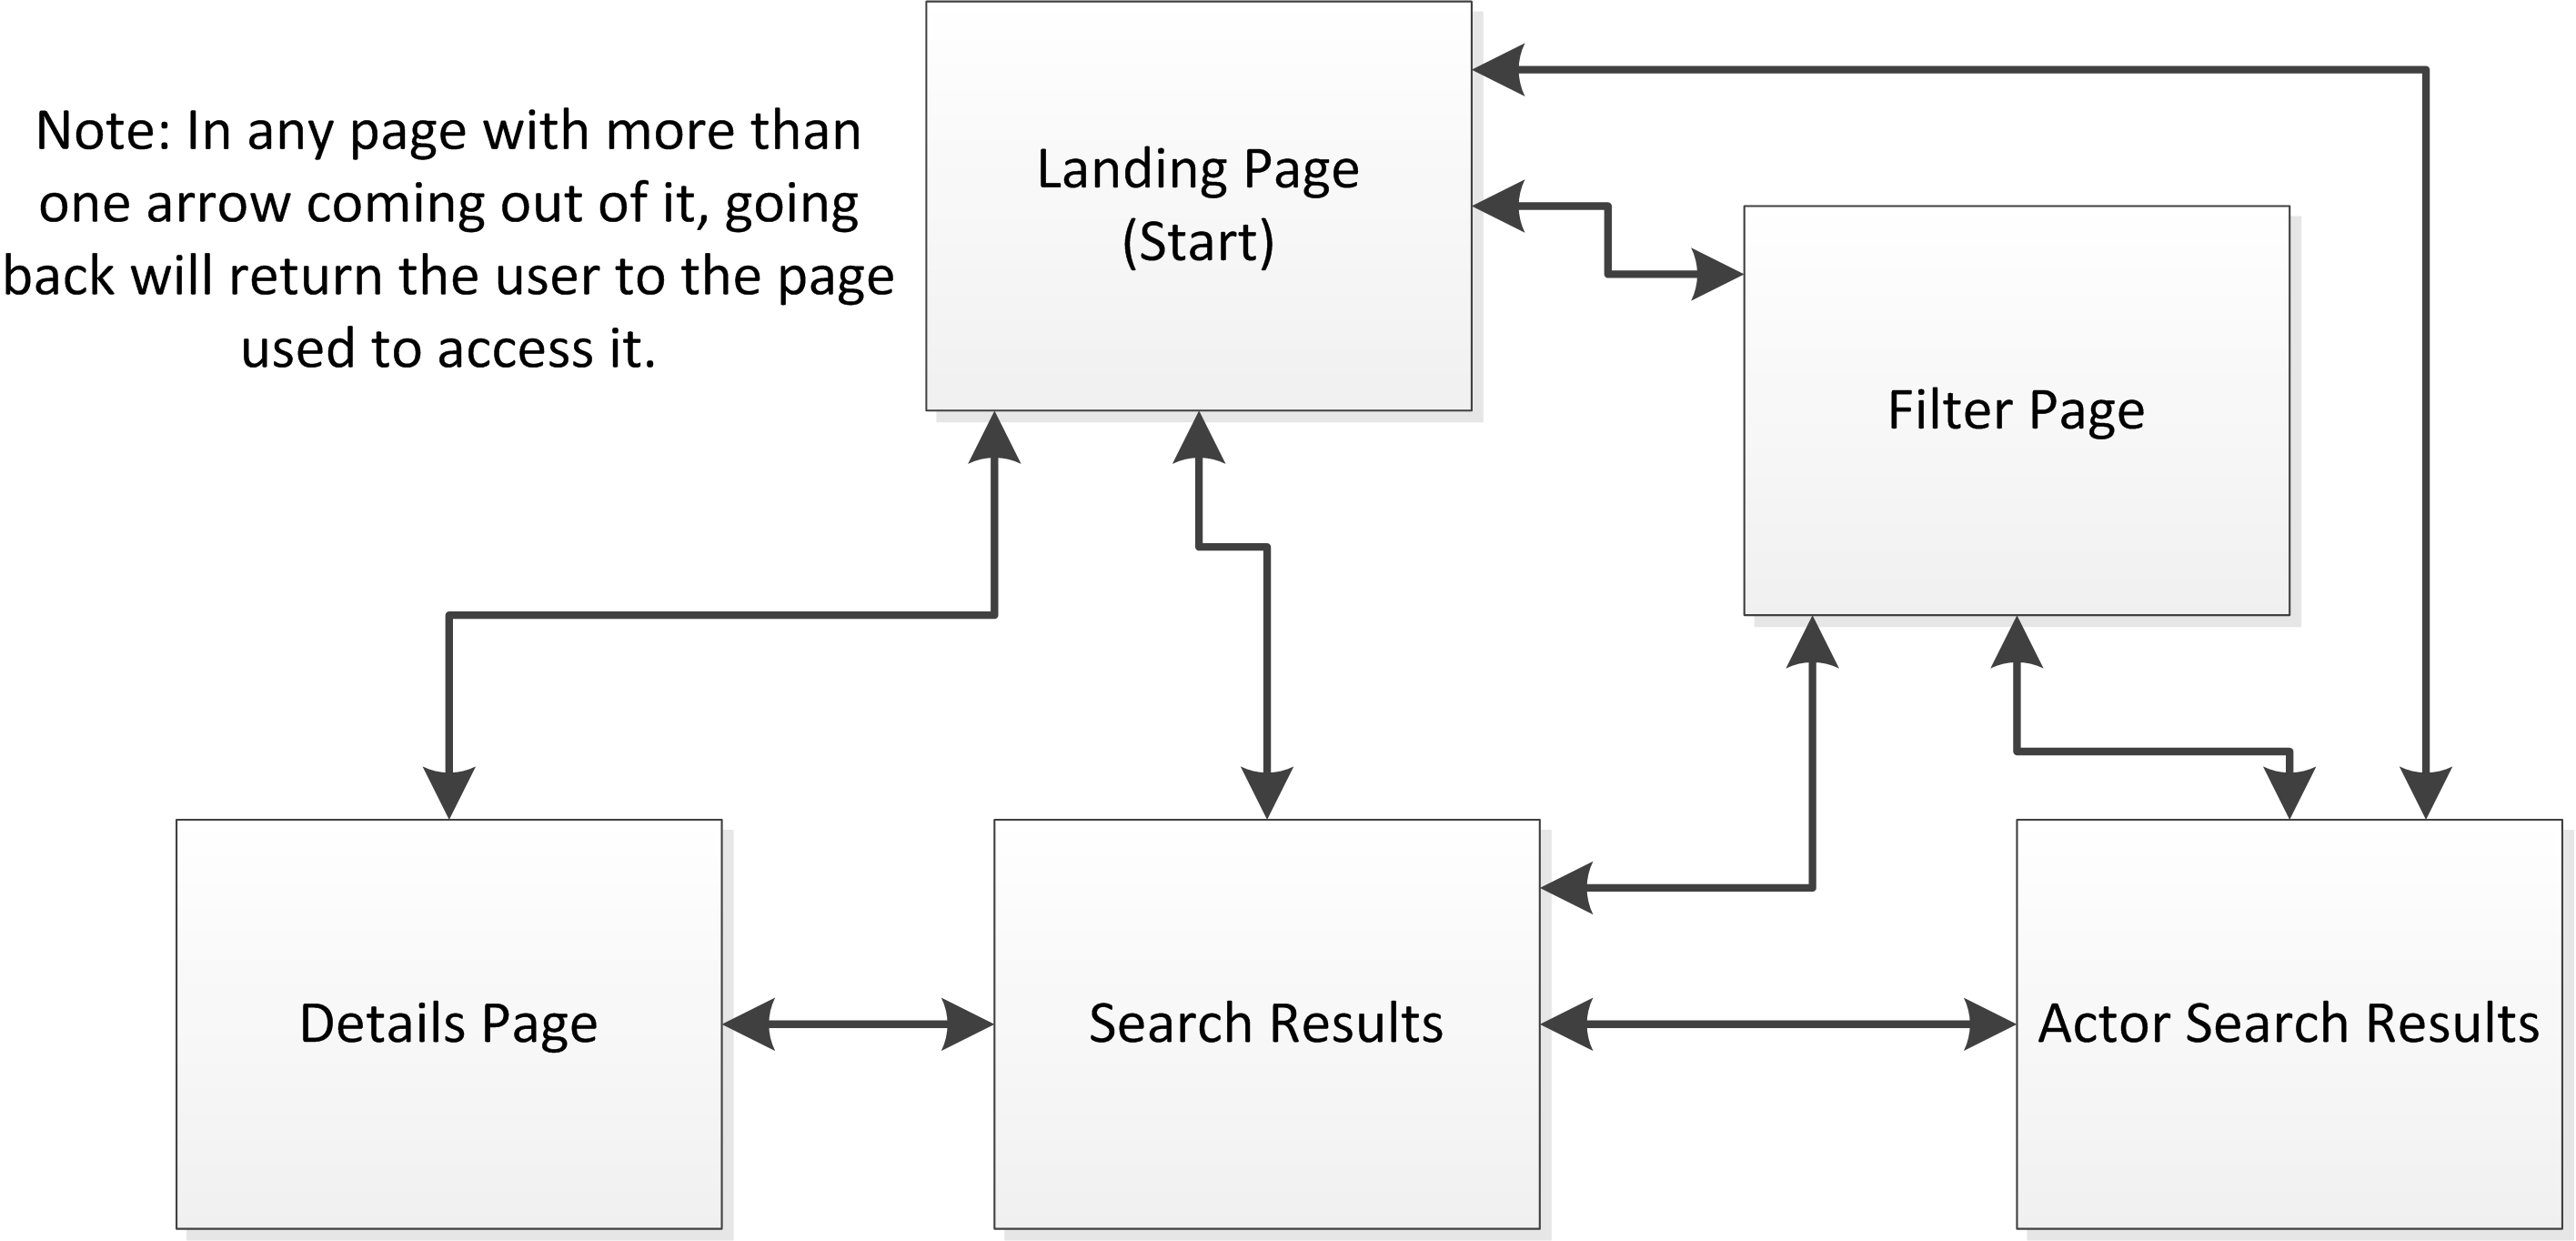 Note: In any page with more than
one arrow coming out of it, going
back will return the user to the page
used to access it.
Landing Page
(Start)
Filter Page
Details Page
Search Results
Actor Search Results